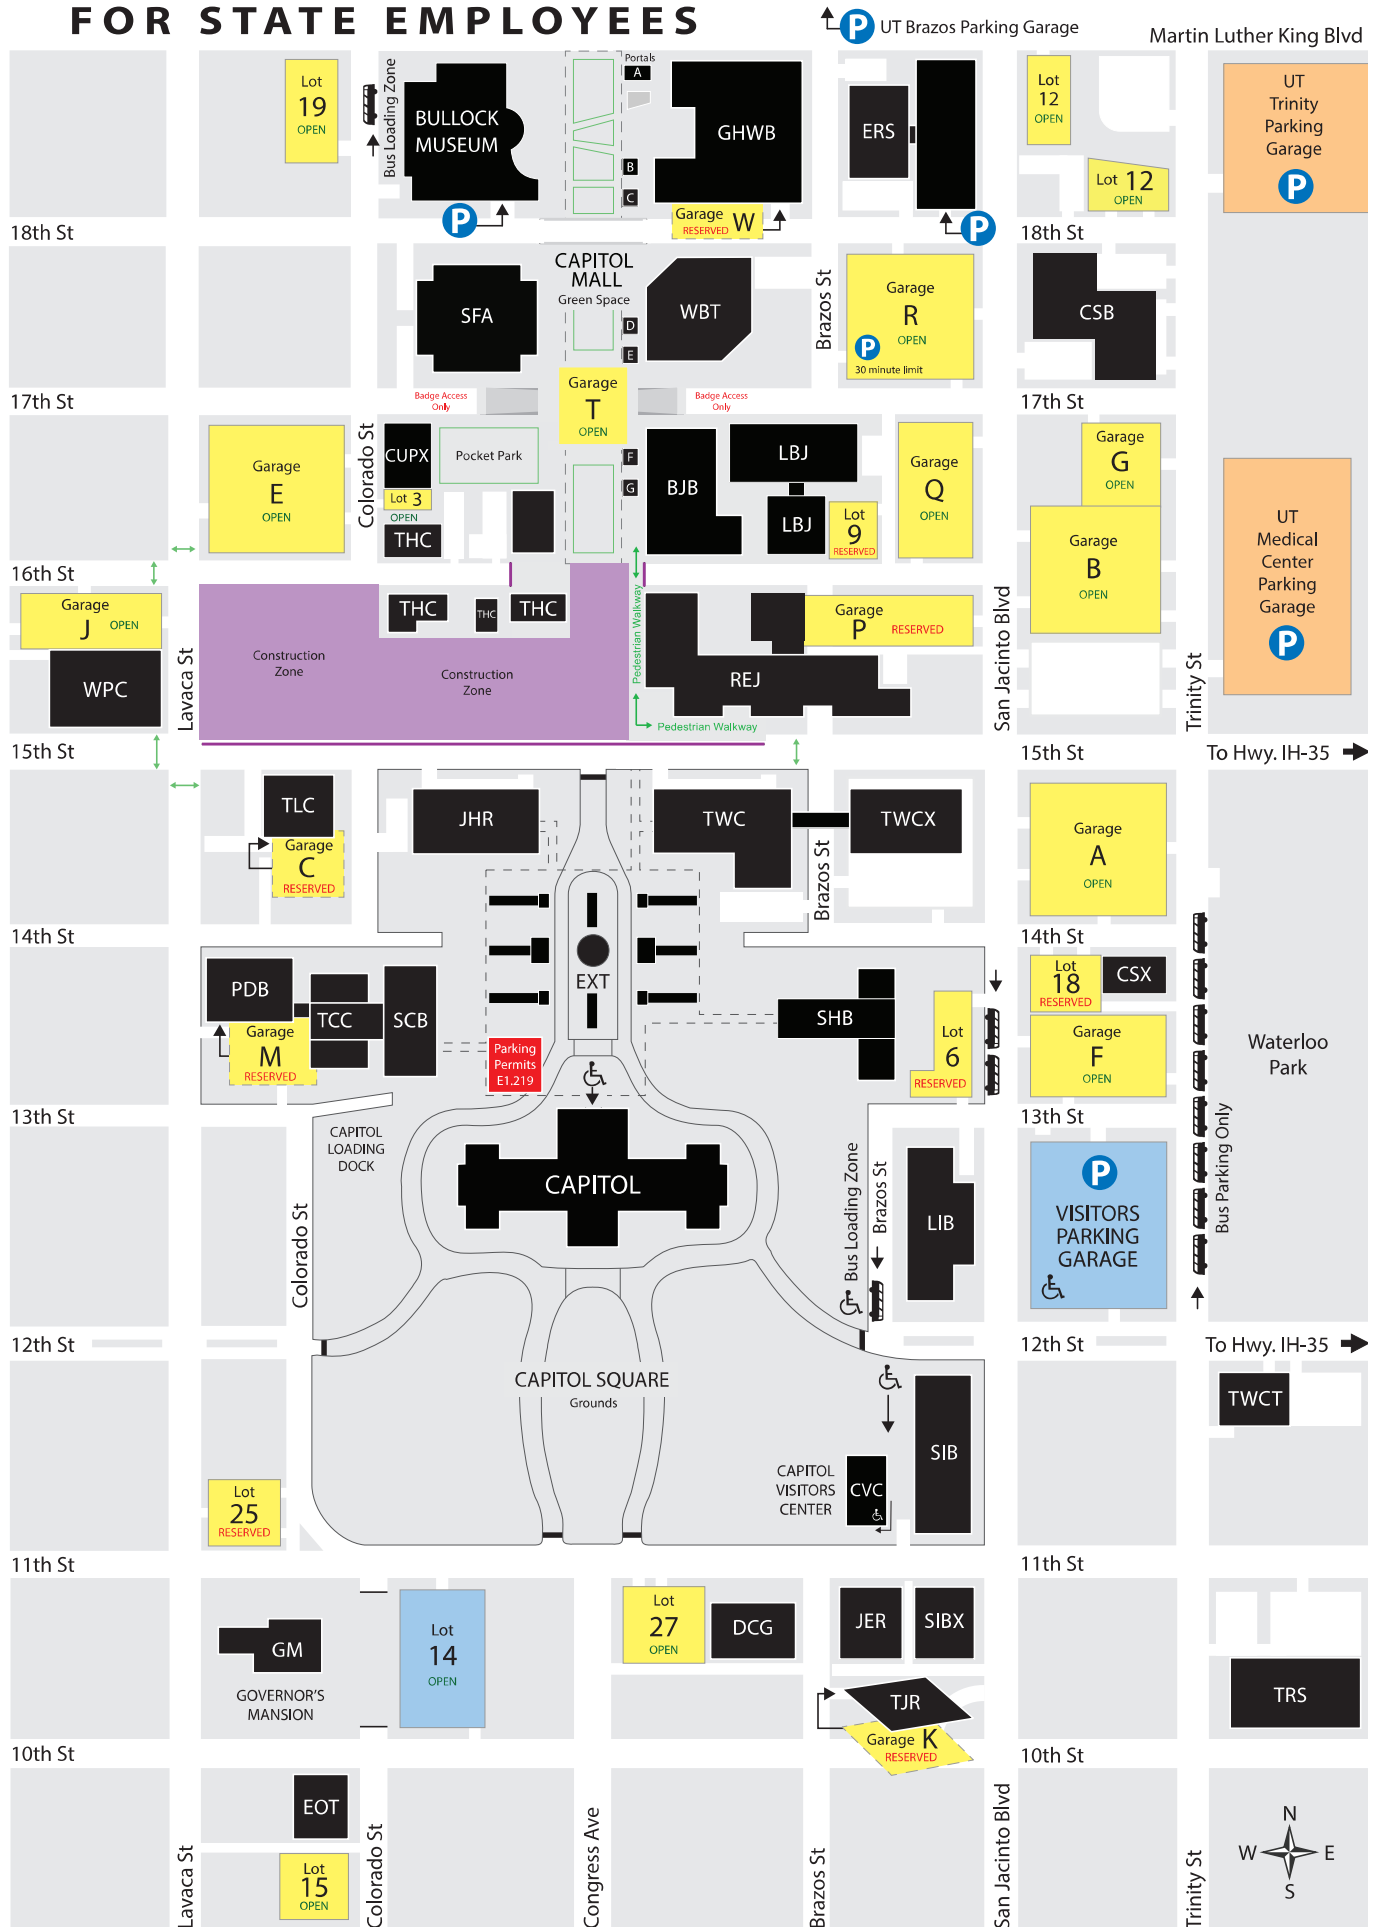 FOR STATE EMPLOYEES
P UT Brazos Parking Garage
Martin Luther King Blvd
Lot
19
OPEN
Bus Loading Zone
BULLOCK
MUSEUM
P
Portals
A
B
C
GHWB
Garage W
RESERVED
ERS
P
Lot
12
OPEN
Lot 12
OPEN
UT
Trinity
Parking
Garage
P
18th St
18th St
SFA
CAPITOL
MALL
Green Space
D
E
WBT
Brazos St
Garage
R
OPEN
P
30 minute limit
CSB
17th St
17th St
Badge Access
Only
Garage
T
OPEN
Badge Access
Only
Garage
E
OPEN
Colorado St
CUPX
Lot 3
OPEN
THC
Pocket Park
F
G
BJB
LBJ
LBJ
Lot
9
RESERVED
Garage
Q
OPEN
Garage
G
OPEN
Garage
B
OPEN
UT
Medical
Center
Parking
Garage
P
16th St
Garage
J OPEN
WPC
Lavaca St
THC
THC
THC
Construction
Zone
Construction
Zone
Pedestrian Walkway
Pedestrian Walkway
Garage
P RESERVED
REJ
San Jacinto Blvd
Trinity St
15th St
15th St
To Hwy. IH-35
TLC
Garage
C
RESERVED
JHR
TWC
Brazos St
TWCX
Garage
A
OPEN
14th St
14th St
PDB
Garage
M
RESERVED
TCC
SCB
EXT
Parking
Permits
E1.219
SHB
Lot
6
RESERVED
Lot
18
RESERVED
CSX
Garage
F
OPEN
Waterloo
Park
13th St
13th St
CAPITOL
LOADING
DOCK
Colorado St
CAPITOL
Bus Loading Zone
Brazos St
LIB
P
VISITORS
PARKING
GARAGE
Bus Parking Only
12th St
12th St
To Hwy. IH-35
CAPITOL SQUARE
Grounds
TWCT
Lot
25
RESERVED
CAPITOL
VISITORS
CENTER
CVC
SIB
11th St
11th St
GM
GOVERNOR'S
MANSION
Lot
14
OPEN
Lot
27
OPEN
DCG
JER
SIBX
TJR
Garage K
RESERVED
TRS
10th St
10th St
EOT
Lot
15
OPEN
Lavaca St
Colorado St
Congress Ave
Brazos St
San Jacinto Blvd
Trinity St
N
W E
S